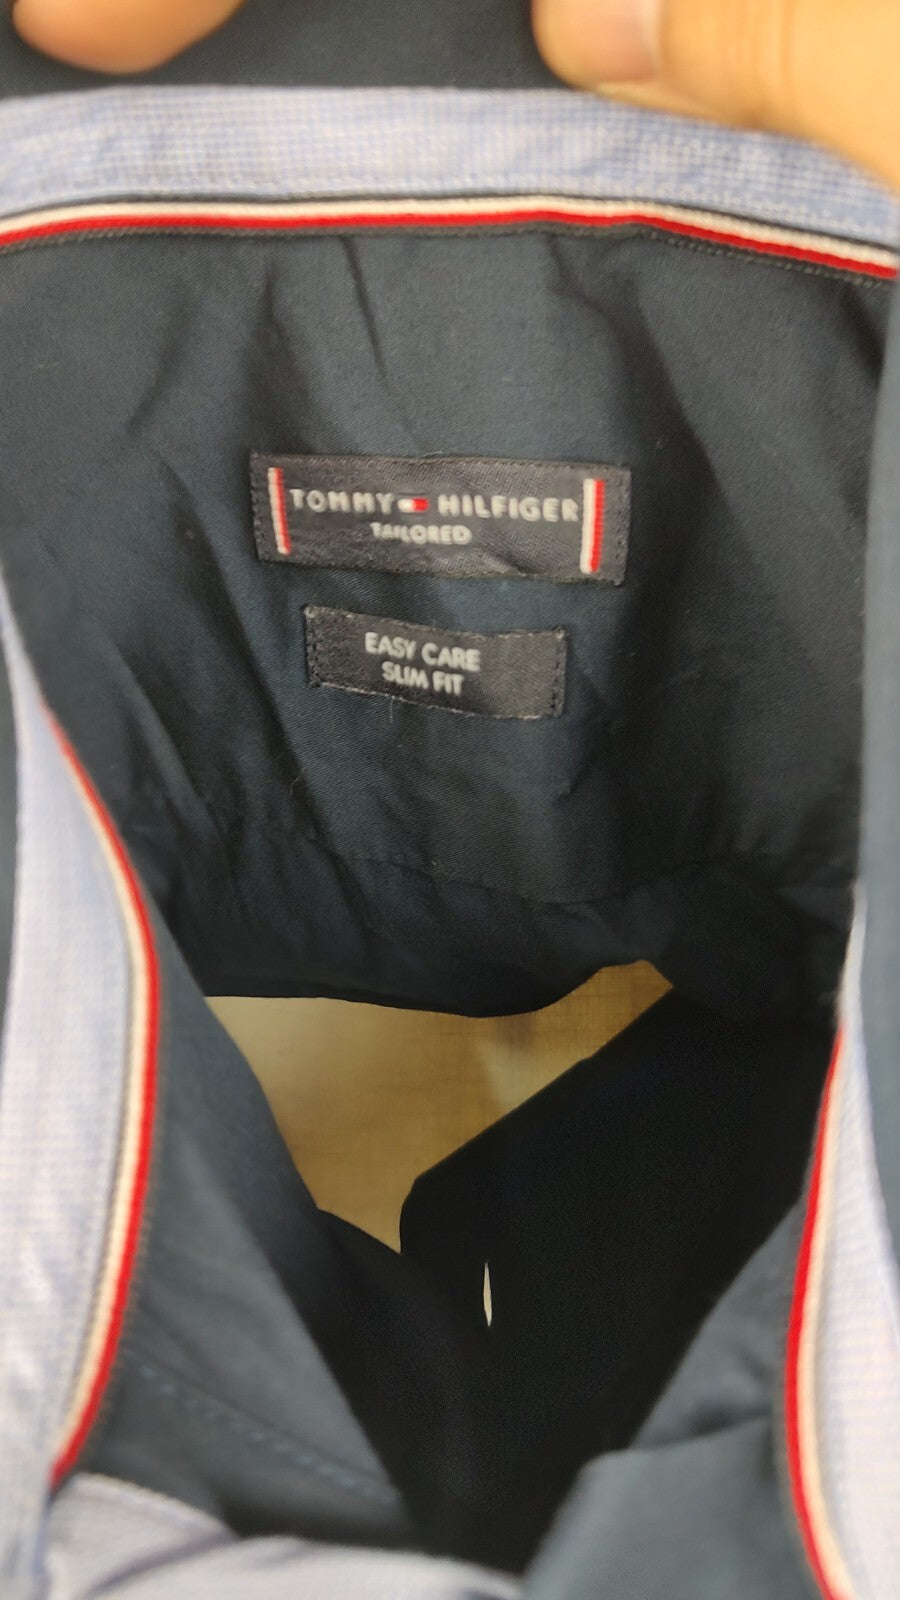 TOMMY HILFIGER
TAILORED
EASY CARE
SLIM FIT